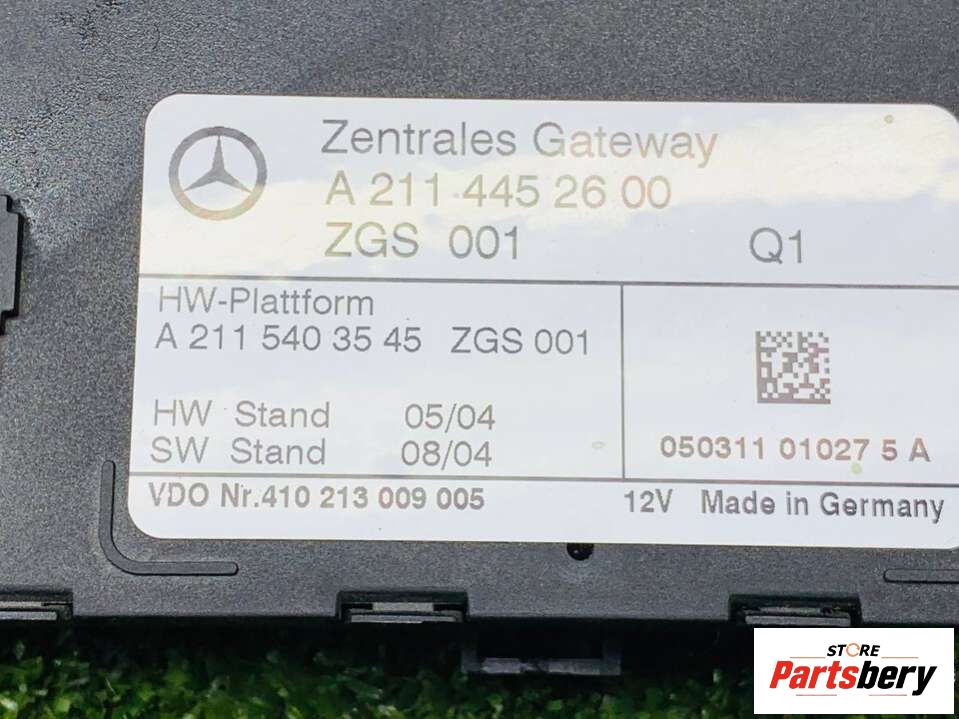 Zentrales Gateway
A 211 445 26 00
ZGS 001 Q1
HW-Plattform
A 211 540 35 45 ZGS 001
HW Stand 05/04
SW Stand 08/04
050311 01027 5 A
VDO Nr.410 213 009 005 12V Made in Germany
STORE
Partsbery